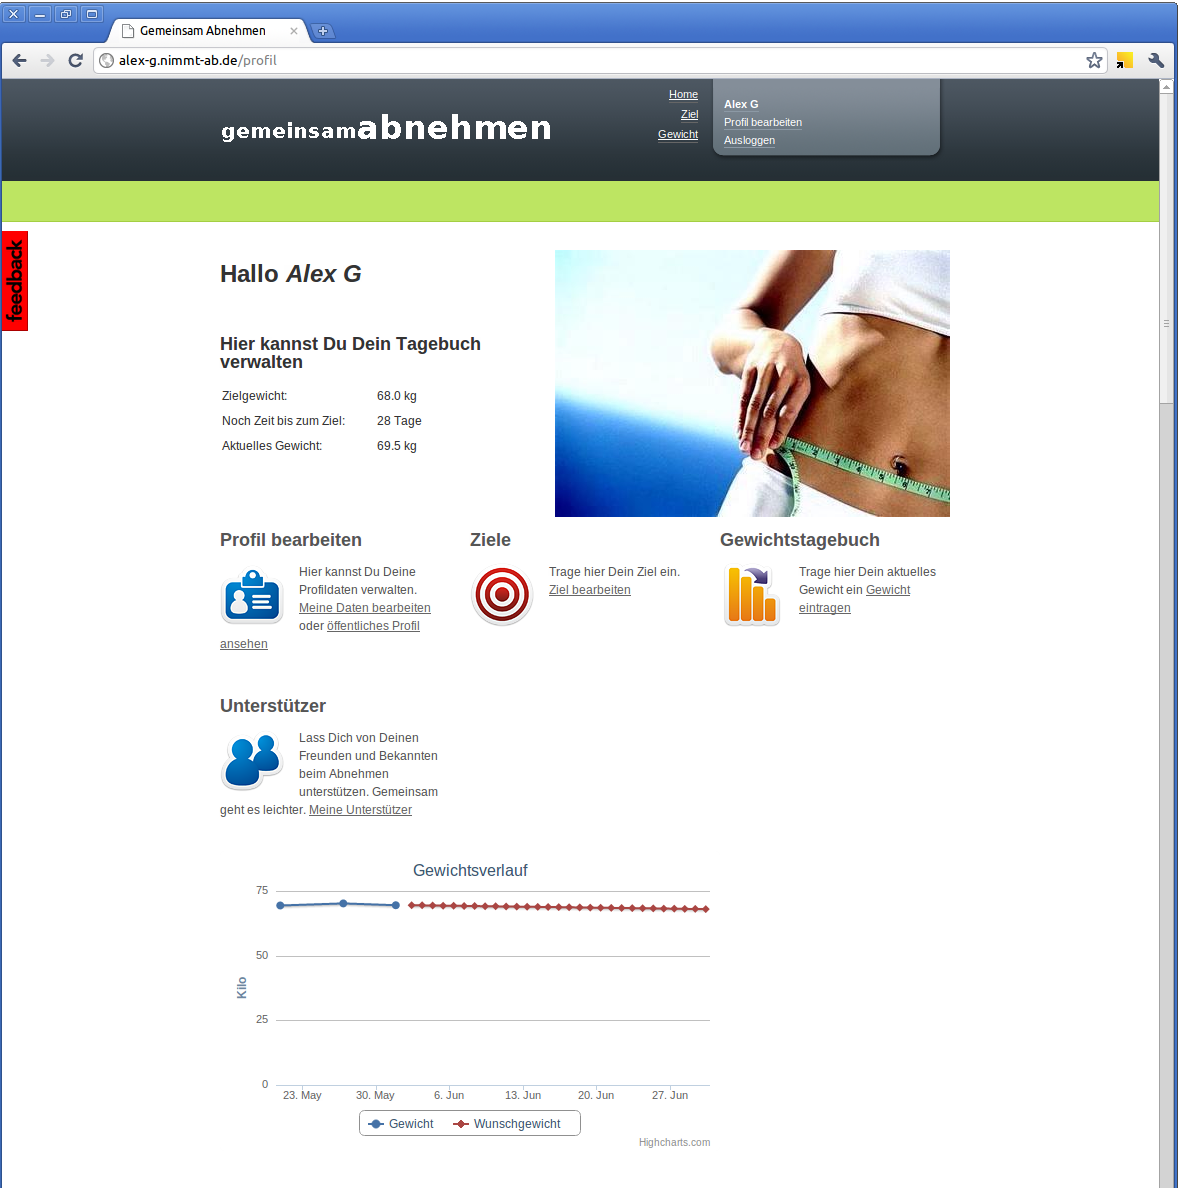 Gemeinsam Abnehmen
alex-g.nimmt-ab.de/profil
gemeinsamabnehmen
Home
Ziel
Gewicht
Alex G
Profil bearbeiten
Ausloggen
feedback
Hallo Alex G
Hier kannst Du Dein Tagebuch
verwalten
Zielgewicht: 68.0 kg
Noch Zeit bis zum Ziel: 28 Tage
Aktuelles Gewicht: 69.5 kg
Profil bearbeiten
Hier kannst Du Deine
Profildaten verwalten.
Meine Daten bearbeiten
oder öffentliches Profil
ansehen
Ziele
Trage hier Dein Ziel ein.
Ziel bearbeiten
Gewichtstagebuch
Trage hier Dein aktuelles
Gewicht ein Gewicht
eintragen
Unterstützer
Lass Dich von Deinen
Freunden und Bekannten
beim Abnehmen
unterstützen. Gemeinsam
geht es leichter. Meine Unterstützer
Gewichtsverlauf
75
50
25
0
Kilo
23. May 30. May 6. Jun 13. Jun 20. Jun 27. Jun
Gewicht Wunschgewicht
Highcharts.com